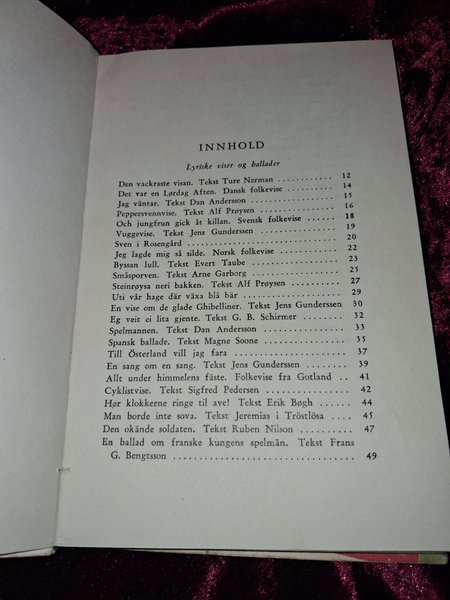 INNHOLD
Lyriske viser og ballader
Den vackraste visan. Tekst Ture Nerman ............ 12
Det var en Lørdag Aften. Dansk folkevise ........... 14
Jag väntar. Tekst Dan Andersson .................. 15
Peppersvennvise. Tekst Alf Prøysen ................ 16
Och jungfrun gick åt killan. Svensk folkevise ........ 18
Vuggevise. Tekst Jens Gunderssen ................. 19
Sven i Rosengård ............................... 20
Jeg lagde mig så silde. Norsk folkevise ............. 22
Byssan lull. Tekst Evert Taube .................... 23
Småsporven. Tekst Arne Garborg .................. 25
Steinrøysa neri bakken. Tekst Alf Prøysen .......... 27
Uti vår hage där växa blå bär ..................... 29
En vise om de glade Ghibelliner. Tekst Jens Gunderssen 30
Eg veit ei lita gjente. Tekst G. B. Schirmer ......... 32
Spelmannen. Tekst Dan Andersson ................. 33
Spansk ballade. Tekst Magne Soone ................ 35
Till Österland vill jag fara ........................ 37
En sang om en sang. Tekst Jens Gunderssen ......... 39
Allt under himmelens fäste. Folkevise fra Gotland .. 41
Cyklistvise. Tekst Sigfred Pedersen ................ 42
Hør klokkerne ringe til ave! Tekst Erik Bøgh ....... 44
Man borde inte sova. Tekst Jeremias i Tröstlösa .... 45
Den okände soldaten. Tekst Ruben Nilson .......... 47
En ballad om franske kungens spelmän. Tekst Frans
G. Bengtsson .................................. 49